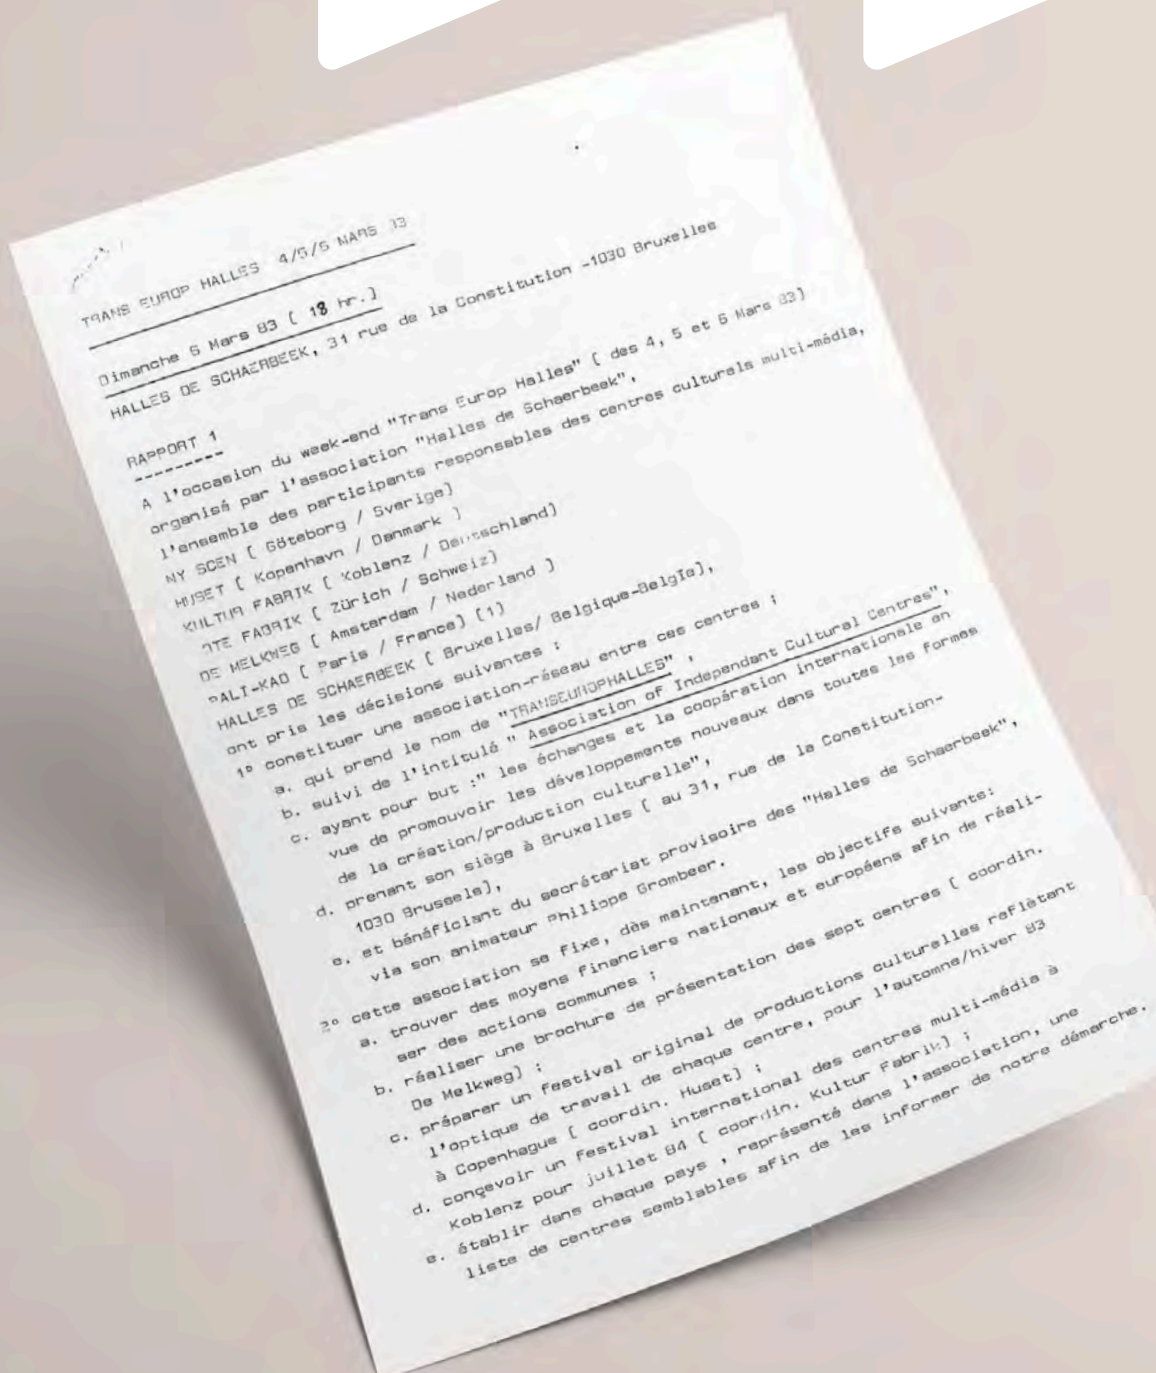 TRANS EUROP HALLES 4/5/6 MARS 83
Dimanche 6 Mars 83 ( 18 hr.)
HALLES DE SCHAERBEEK, 31 rue de la Constitution -1030 Bruxelles
RAPPORT 1
---------
A l'occasion du week-end "Trans Europ Halles" ( des 4, 5 et 6 Mars 83)
organisé par l'association "Halles de Schaerbeek",
l'ensemble des participants responsables des centres culturels multi-média,
NY SCEN ( Göteborg / Sverige)
HUSET ( Kopenhavn / Danmark )
KULTUR FABRIK ( Koblenz / Deutschland)
OTE FABRIK ( Zürich / Schweiz)
DE MELKWEG ( Amsterdam / Nederland )
PALI-KAO ( Paris / France) (1)
HALLES DE SCHAERBEEK ( Bruxelles/ Belgique-België),
ont pris les décisions suivantes :
1° constituer une association-réseau entre ces centres ;
a. qui prend le nom de "TRANSEUROPHALLES" ,
b. suivi de l'intitulé " Association of Independant Cultural Centres",
c. ayant pour but :" les échanges et la coopération internationale en
vue de promouvoir les développements nouveaux dans toutes les formes
de la création/production culturelle",
d. prenant son siège à Bruxelles ( au 31, rue de la Constitution-
1030 Brussels),
e. et bénéficiant du secrétariat provisoire des "Halles de Schaerbeek",
via son animateur Philippe Grombeer.
2° cette association se fixe, dès maintenant, les objectifs suivants:
a. trouver des moyens financiers nationaux et européens afin de réali-
ser des actions communes ;
b. réaliser une brochure de présentation des sept centres ( coordin.
De Melkweg) ;
c. préparer un festival original de productions culturelles reflétant
l'optique de travail de chaque centre, pour l'automne/hiver 83
à Copenhague ( coordin. Huset) ;
d. conçevoir un festival international des centres multi-média à
Koblenz pour juillet 84 ( coordin. Kultur Fabrik) ;
e. établir dans chaque pays , représenté dans l'association, une
liste de centres semblables afin de les informer de notre démarche.